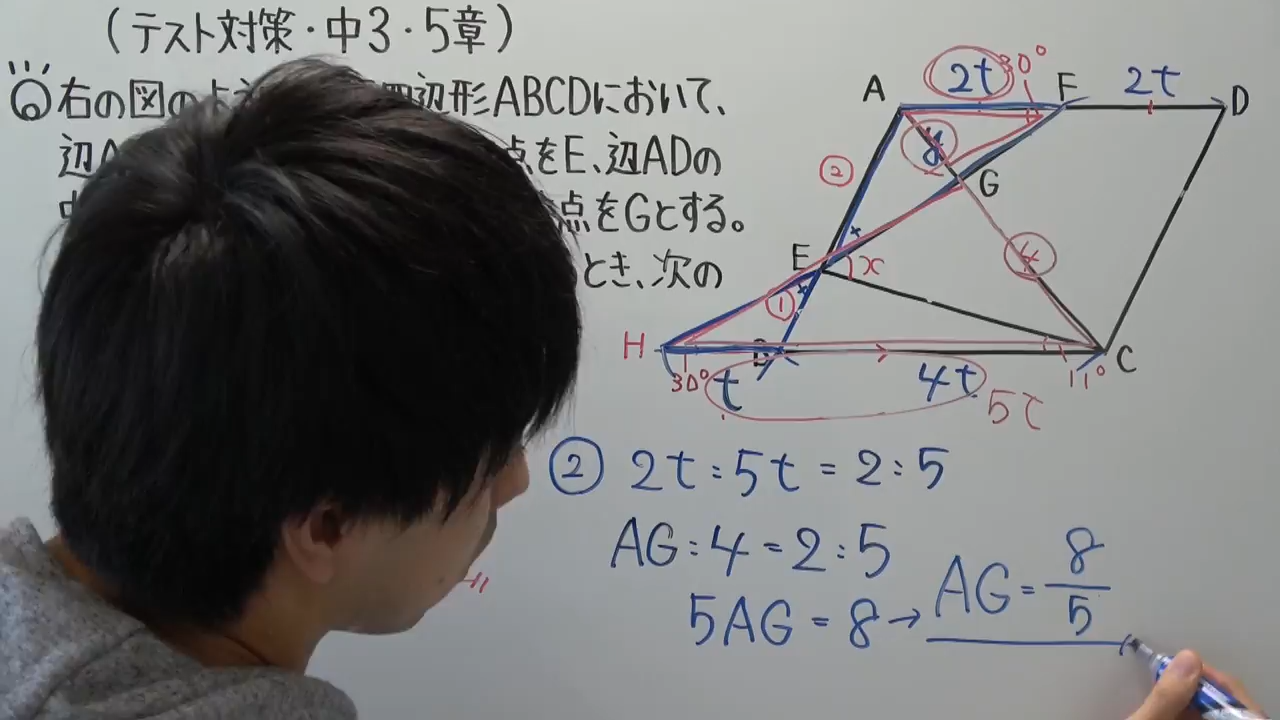 (テスト対策・中3・5章)
右の図のよ 四辺形ABCDにおいて、
辺A 点をE、辺ADの
点をGとする。
とき、次の
30°
2t
2t
A
F
D
y
G
②
E
x
x
x
4
①
H
B
C
30°
t
4t
11°
5t
② 2t:5t=2:5
AG:4=2:5
5AG=8→AG=8/5